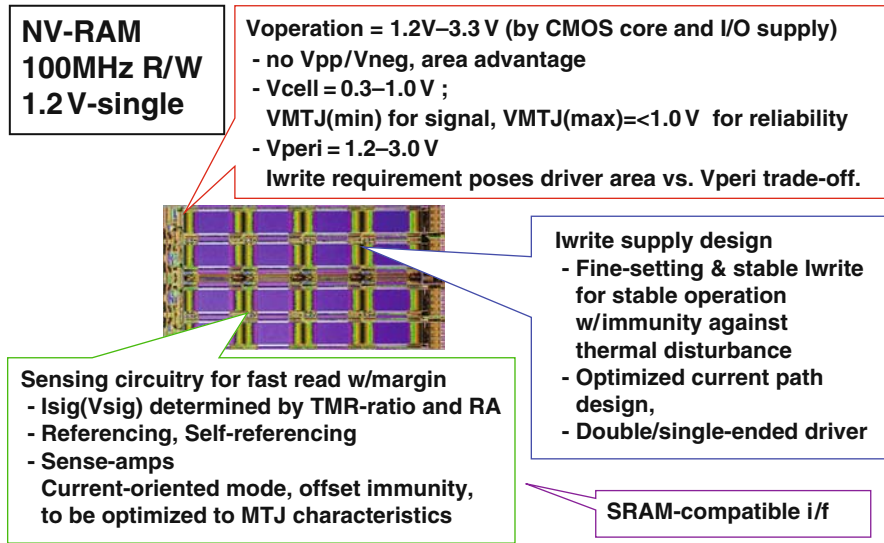 NV-RAM
100MHz R/W
1.2 V-single
Voperation = 1.2V–3.3 V (by CMOS core and I/O supply)
- no Vpp/Vneg, area advantage
- Vcell = 0.3–1.0 V ;
VMTJ(min) for signal, VMTJ(max)=<1.0 V for reliability
- Vperi = 1.2–3.0 V
Iwrite requirement poses driver area vs. Vperi trade-off.
Iwrite supply design
- Fine-setting & stable Iwrite
for stable operation
w/immunity against
thermal disturbance
- Optimized current path
design,
- Double/single-ended driver
Sensing circuitry for fast read w/margin
- Isig(Vsig) determined by TMR-ratio and RA
- Referencing, Self-referencing
- Sense-amps
Current-oriented mode, offset immunity,
to be optimized to MTJ characteristics
SRAM-compatible i/f